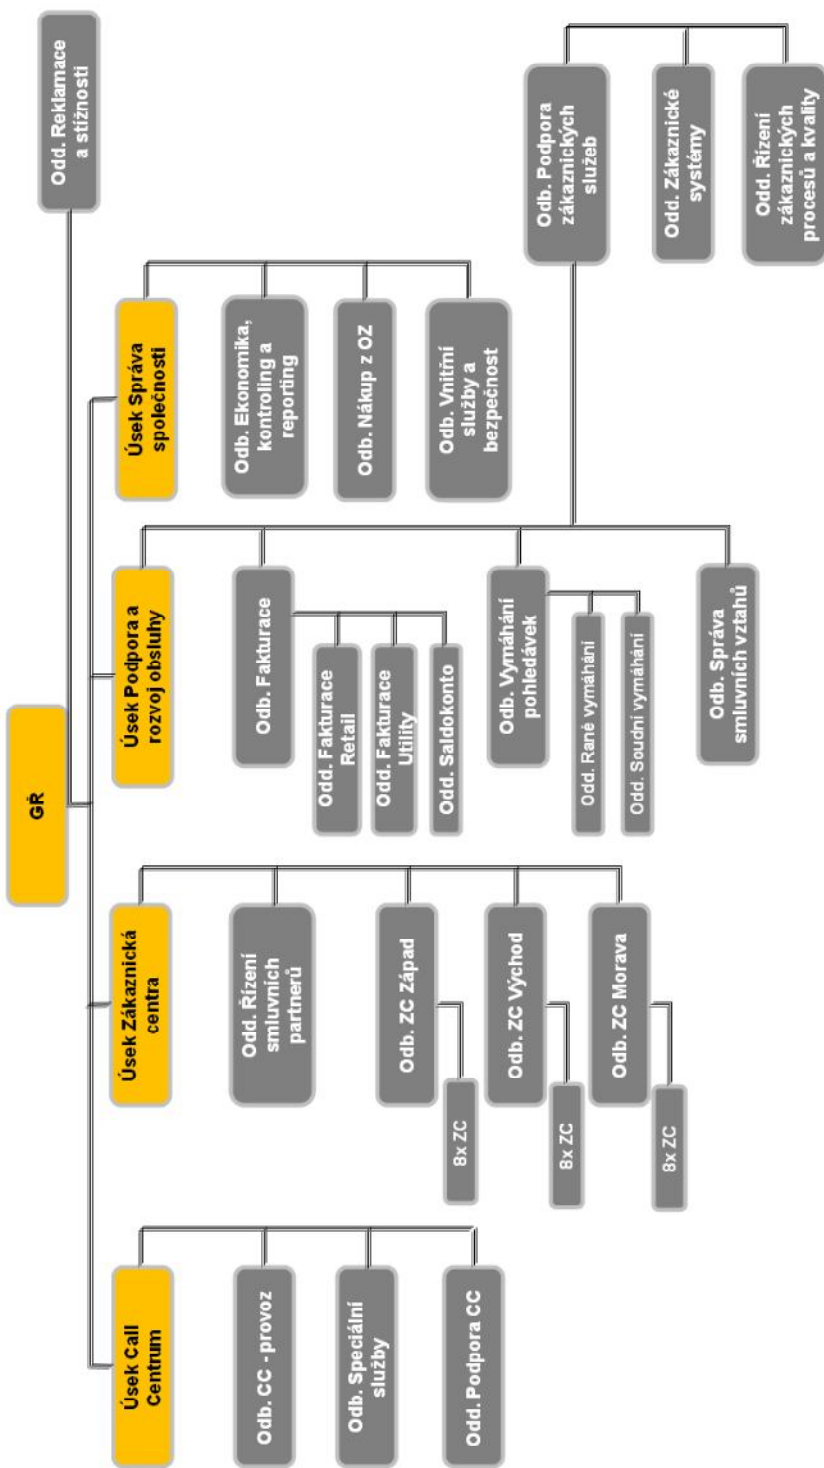 GŘ
Odd. Reklamace
a stížnosti
Úsek Call
Centrum
Odb. CC - provoz
Odb. Speciální
služby
Odd. Podpora CC
Úsek Zákaznická
centra
Odd. Řízení
smluvních
partnerů
Odb. ZC Západ
8x ZC
Odb. ZC Východ
8x ZC
Odb. ZC Morava
8x ZC
Úsek Podpora a
rozvoj obsluhy
Odb. Fakturace
Odd. Fakturace
Retail
Odd. Fakturace
Utility
Odd. Saldokonto
Odb. Vymáhání
pohledávek
Odd. Rané vymáhání
Odd. Soudní vymáhání
Odb. Správa
smluvních vztahů
Úsek Správa
společnosti
Odb. Ekonomika,
kontroling a
reporting
Odb. Nákup z OZ
Odb. Vnitřní
služby a
bezpečnost
Odb. Podpora
zákaznických
služeb
Odd. Zákaznické
systémy
Odd. Řízení
zákaznických
procesů a kvality